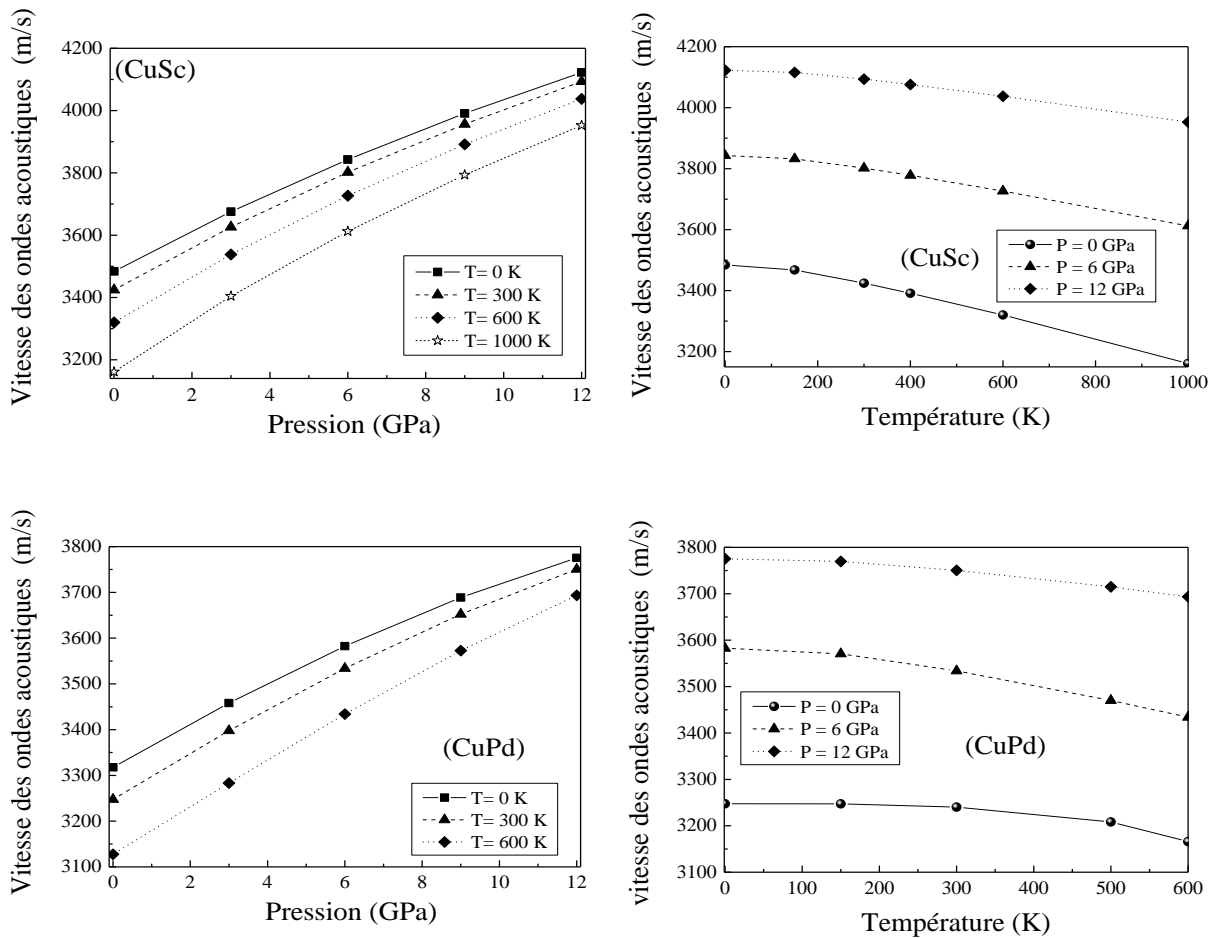 Vitesse des ondes acoustiques (m/s)
4200
4000
3800
3600
3400
3200
(CuSc)
T= 0 K
T= 300 K
T= 600 K
T= 1000 K
0 2 4 6 8 10 12
Pression (GPa)
Vitesse des ondes acoustiques (m/s)
4200
4000
3800
3600
3400
3200
(CuSc)
P = 0 GPa
P = 6 GPa
P = 12 GPa
0 200 400 600 800 1000
Température (K)
Vitesse des ondes acoustiques (m/s)
3800
3700
3600
3500
3400
3300
3200
3100
(CuPd)
T= 0 K
T= 300 K
T= 600 K
0 2 4 6 8 10 12
Pression (GPa)
vitesse des ondes acoustiques (m/s)
3800
3700
3600
3500
3400
3300
3200
3100
P = 0 GPa
P = 6 GPa
P = 12 GPa
(CuPd)
0 100 200 300 400 500 600
Température (K)